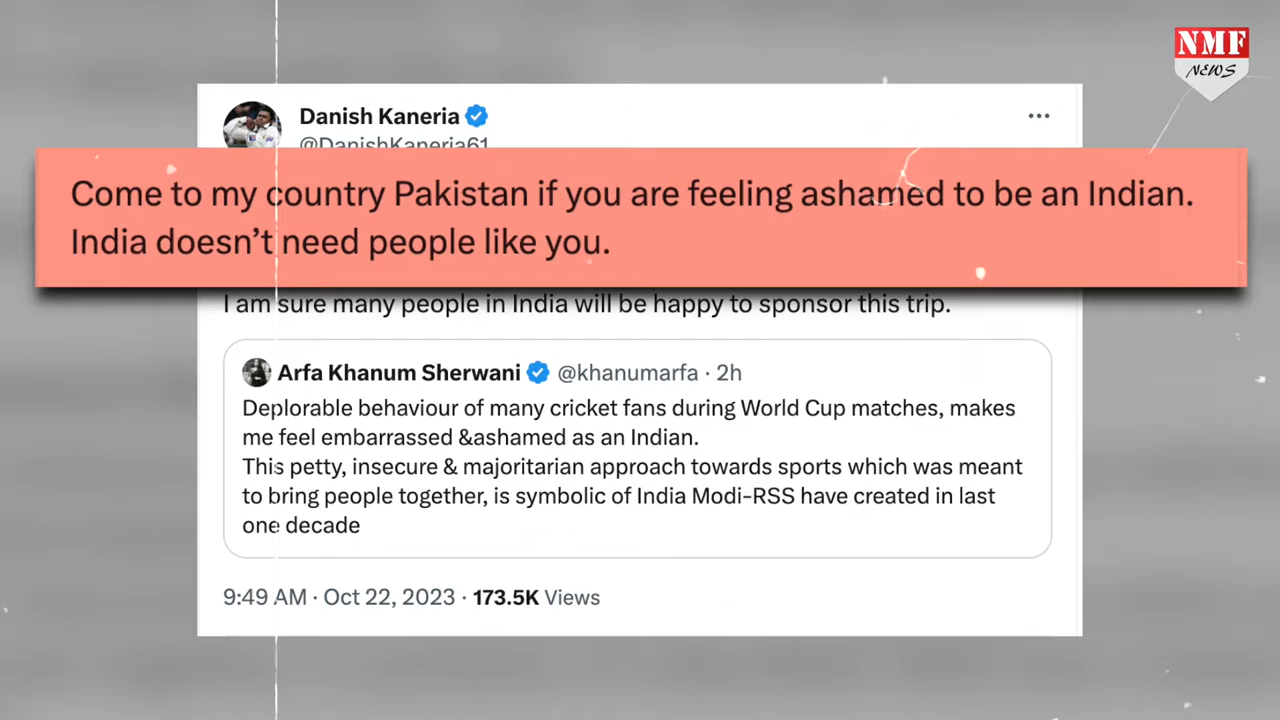 NMF
NEWS
Danish Kaneria
@DanishKaneria61
Come to my country Pakistan if you are feeling ashamed to be an Indian.
India doesn’t need people like you.
I am sure many people in India will be happy to sponsor this trip.
Arfa Khanum Sherwani @khanumarfa · 2h
Deplorable behaviour of many cricket fans during World Cup matches, makes
me feel embarrassed &ashamed as an Indian.
This petty, insecure & majoritarian approach towards sports which was meant
to bring people together, is symbolic of India Modi-RSS have created in last
one decade
9:49 AM · Oct 22, 2023 · 173.5K Views